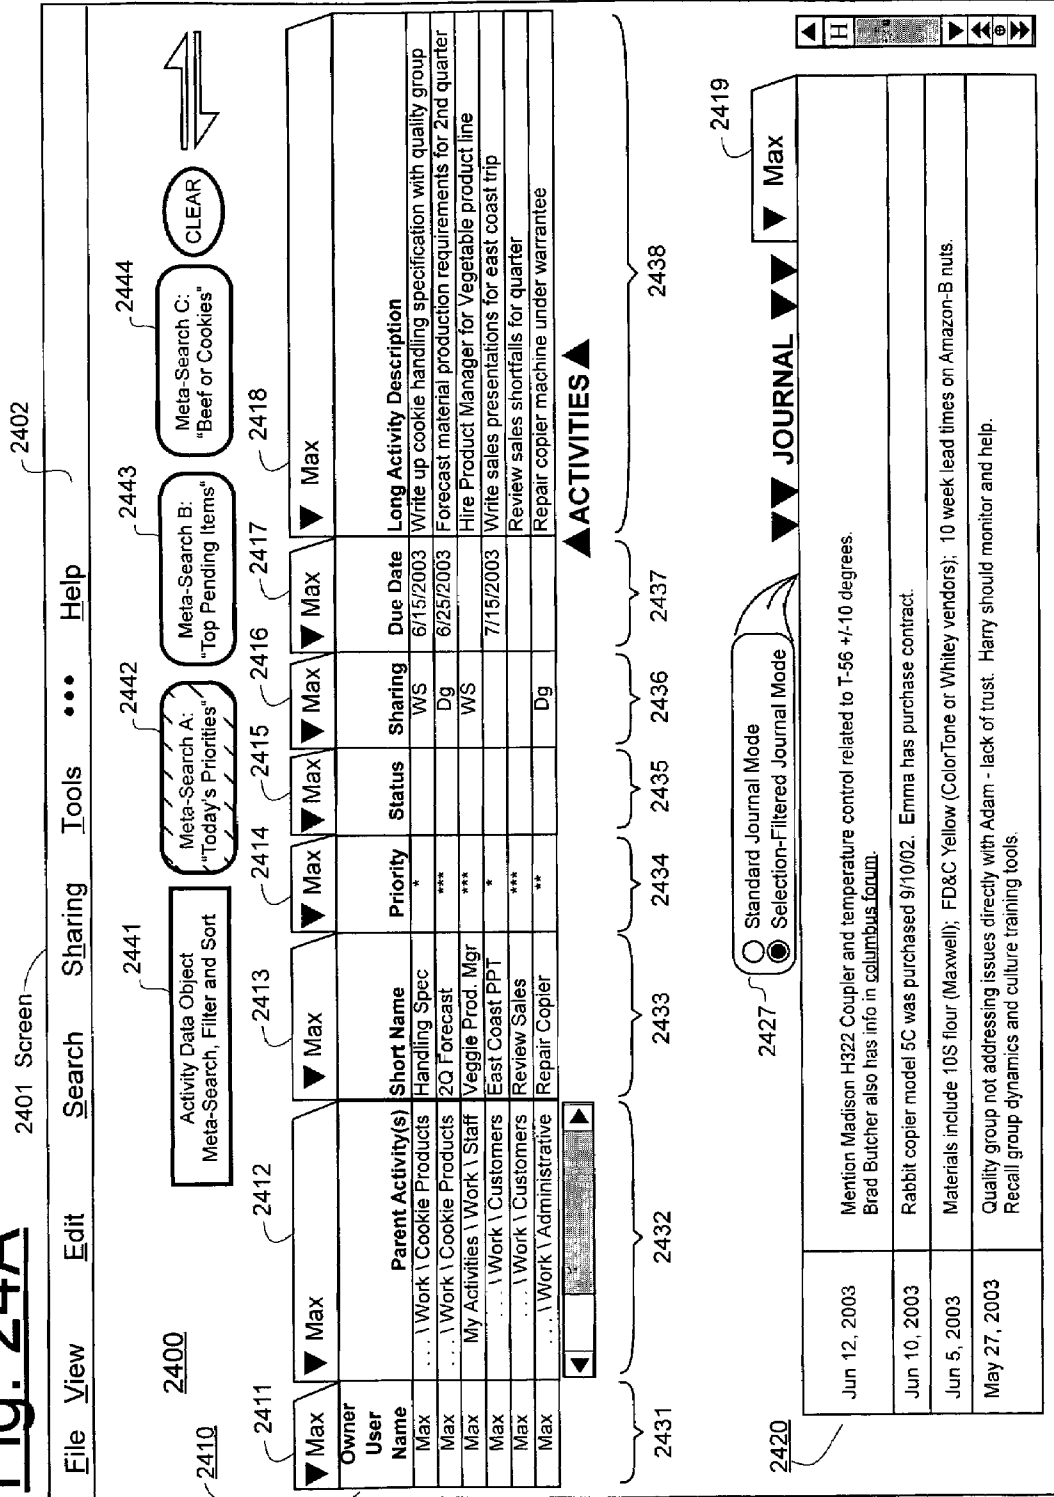 Fig. 24A
2401 Screen
2402
File View Edit Search Sharing Tools ••• Help
2400
2441
2442
2443
2444
Activity Data Object
Meta-Search, Filter and Sort
Meta-Search A:
"Today's Priorities"
Meta-Search B:
"Top Pending Items"
Meta-Search C:
"Beef or Cookies"
CLEAR
2410
2411
2412
2413
2414
2415
2416
2417
2418
▼ Max ▼ Max ▼ Max ▼ Max ▼ Max ▼ Max ▼ Max ▼ Max
Owner User Name Parent Activity(s) Short Name Priority Status Sharing Due Date Long Activity Description
Max ...\ Work \ Cookie Products Handling Spec * WS 6/15/2003 Write up cookie handling specification with quality group
Max ...\ Work \ Cookie Products 2Q Forecast *** Dg 6/25/2003 Forecast material production requirements for 2nd quarter
Max My Activities \ Work \ Staff Veggie Prod. Mgr *** WS Hire Product Manager for Vegetable product line
Max ...\ Work \ Customers East Coast PPT * 7/15/2003 Write sales presentations for east coast trip
Max ...\ Work \ Customers Review Sales *** Review sales shortfalls for quarter
Max ...\ Work \ Administrative Repair Copier ** Dg Repair copier machine under warrantee
▲ACTIVITIES▲
2431
2432
2433
2434
2435
2436
2437
2438
2427
Standard Journal Mode
Selection-Filtered Journal Mode
▼▼ JOURNAL ▼▼
▼ Max
2419
2420
Jun 12, 2003 Mention Madison H322 Coupler and temperature control related to T-56 +/-10 degrees.
Brad Butcher also has info in columbus forum.
Jun 10, 2003 Rabbit copier model 5C was purchased 9/10/02. Emma has purchase contract.
Jun 5, 2003 Materials include 10S flour (Maxwell); FD&C Yellow (ColorTone or Whitey vendors); 10 week lead times on Amazon-B nuts.
May 27, 2003 Quality group not addressing issues directly with Adam - lack of trust. Harry should monitor and help.
Recall group dynamics and culture training tools.
H